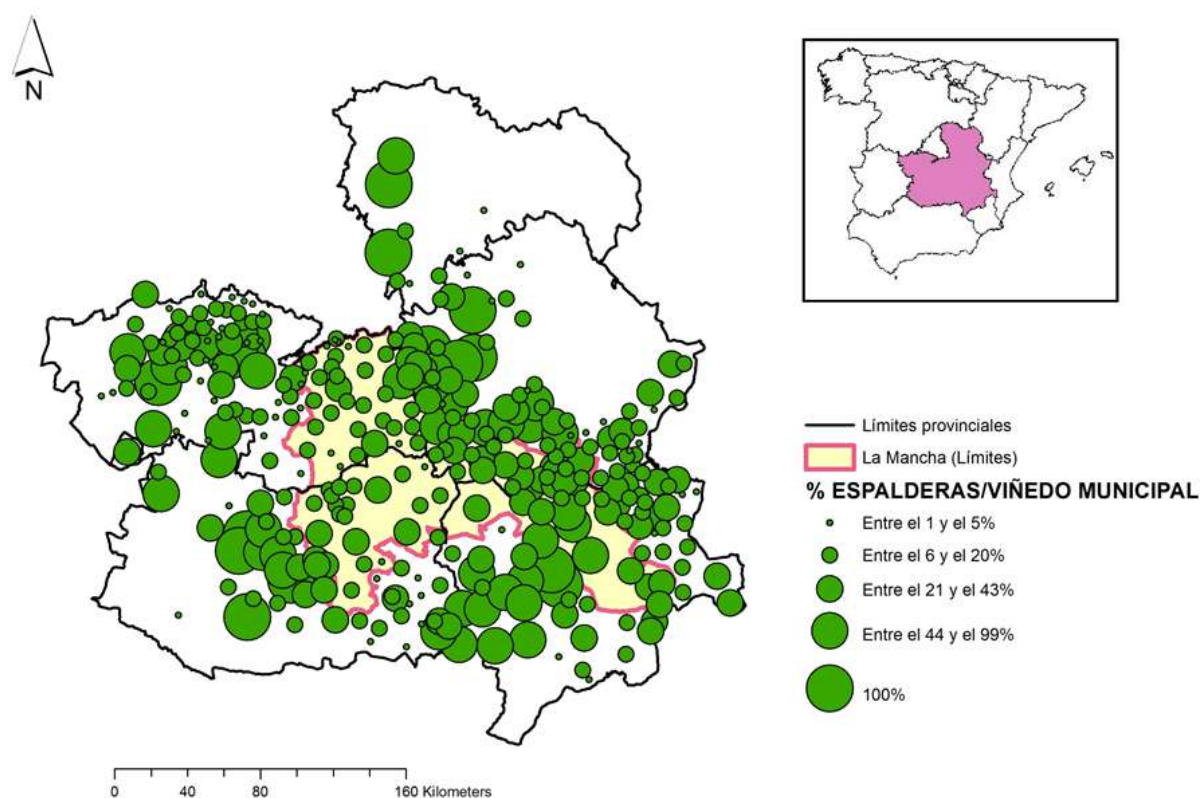 N
Límites provinciales
La Mancha (Límites)
% ESPALDERAS/VIÑEDO MUNICIPAL
Entre el 1 y el 5%
Entre el 6 y el 20%
Entre el 21 y el 43%
Entre el 44 y el 99%
100%
0 40 80 160 Kilometers